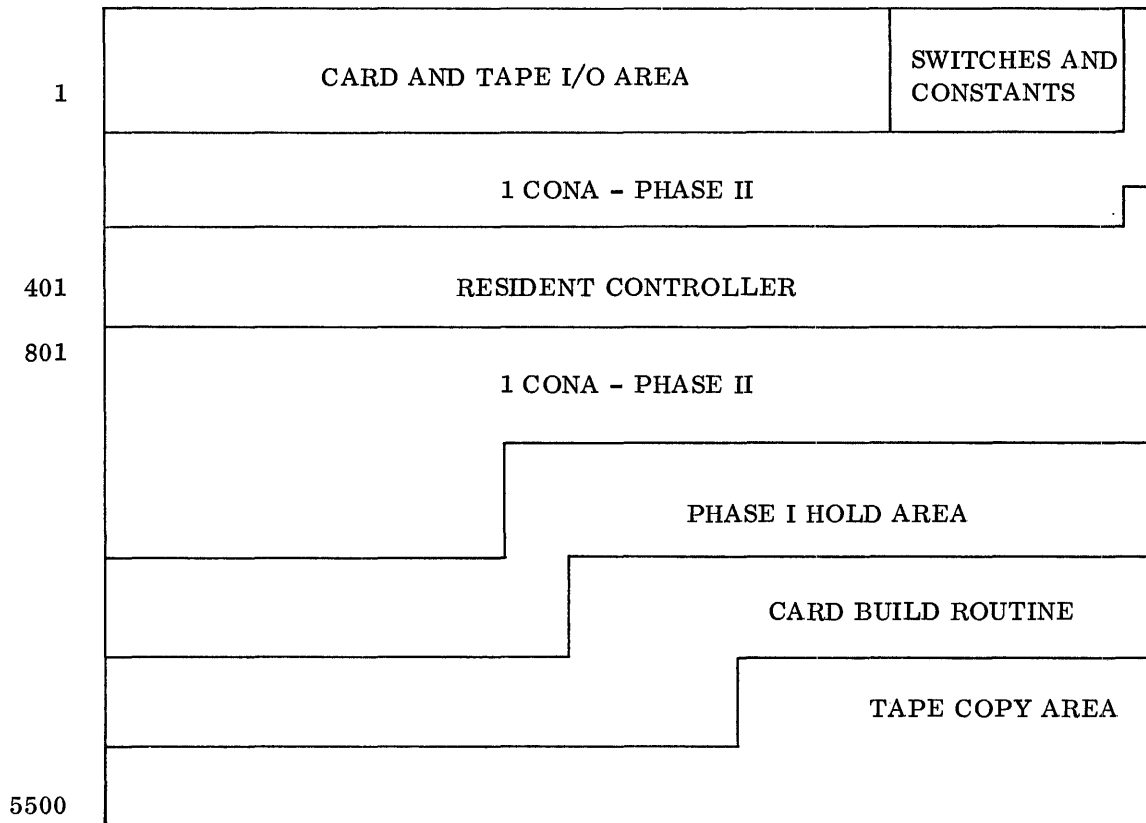 CARD AND TAPE I/O AREA
SWITCHES AND
CONSTANTS
1
1 CONA - PHASE II
401
RESIDENT CONTROLLER
801
1 CONA - PHASE II
PHASE I HOLD AREA
CARD BUILD ROUTINE
TAPE COPY AREA
5500